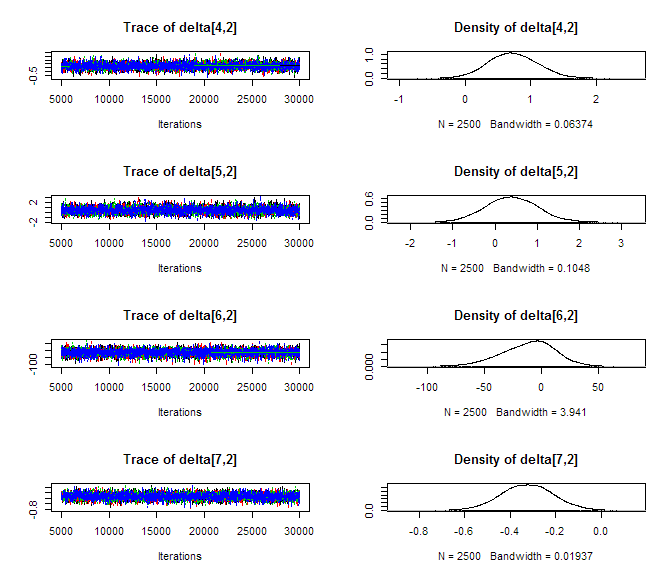 Trace of delta[4,2]
-0.5
5000 10000 15000 20000 25000 30000
Iterations
Density of delta[4,2]
0.0 1.0
-1 0 1 2
N = 2500 Bandwidth = 0.06374
Trace of delta[5,2]
-2 2
5000 10000 15000 20000 25000 30000
Iterations
Density of delta[5,2]
0.0 0.6
-2 -1 0 1 2 3
N = 2500 Bandwidth = 0.1048
Trace of delta[6,2]
-100
5000 10000 15000 20000 25000 30000
Iterations
Density of delta[6,2]
0.000
-100 -50 0 50
N = 2500 Bandwidth = 3.941
Trace of delta[7,2]
-0.8
5000 10000 15000 20000 25000 30000
Iterations
Density of delta[7,2]
0.0
-0.8 -0.6 -0.4 -0.2 0.0
N = 2500 Bandwidth = 0.01937